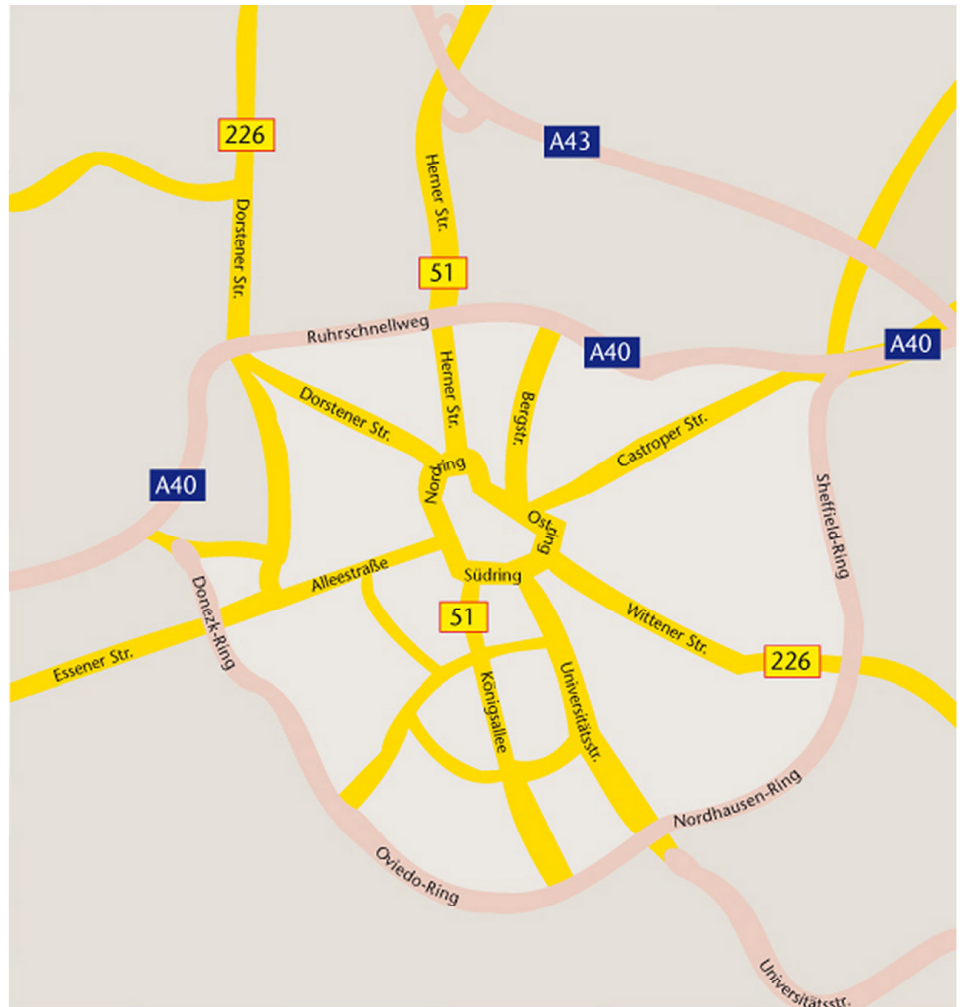 226
A43
Herner Str.
Dorstener Str.
51
Ruhrschnellweg
A40
A40
Herner Str.
Dorstener Str.
Bergstr.
Castroper Str.
Nordring
A40
Sheffield-Ring
Ostring
Alleestraße
Südring
Donezk-Ring
51
Wittener Str.
Essener Str.
226
Königsallee
Universitätsstr.
Nordhausen-Ring
Oviedo-Ring
Universitätsstr.